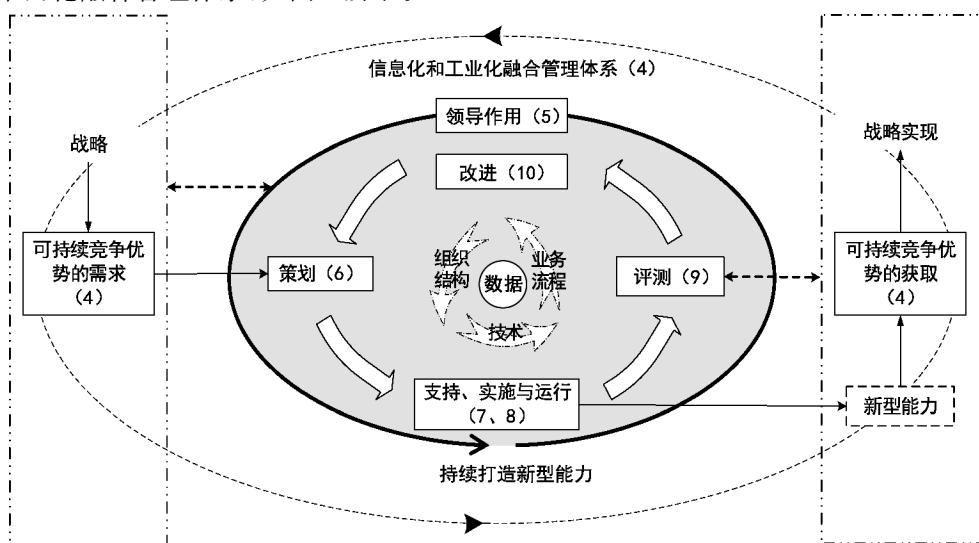 信息化和工业化融合管理体系（4）
领导作用（5）
战略
战略实现
改进（10）
可持续竞争优
势的需求
（4）
策划（6）
组织
结构
业务
流程
数据
技术
评测（9）
可持续竞争优
势的获取
（4）
支持、实施与运行
（7、8）
新型能力
持续打造新型能力